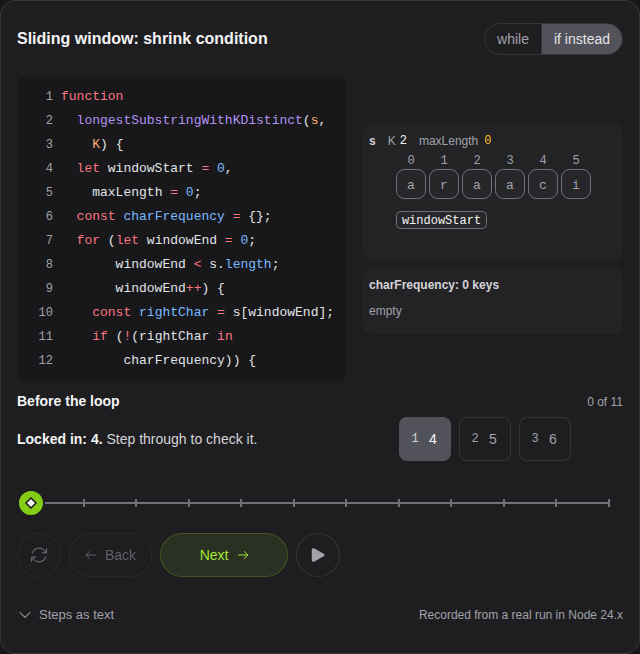 Sliding window: shrink condition
while if instead
1 function
2 longestSubstringWithKDistinct(s,
3 K) {
4 let windowStart = 0,
5 maxLength = 0;
6 const charFrequency = {};
7 for (let windowEnd = 0;
8 windowEnd < s.length;
9 windowEnd++) {
10 const rightChar = s[windowEnd];
11 if (!(rightChar in
12 charFrequency)) {
s K 2 maxLength 0
0 1 2 3 4 5
a r a a c i
windowStart
charFrequency: 0 keys
empty
Before the loop
0 of 11
Locked in: 4. Step through to check it.
1 4 2 5 3 6
Back Next
Steps as text
Recorded from a real run in Node 24.x